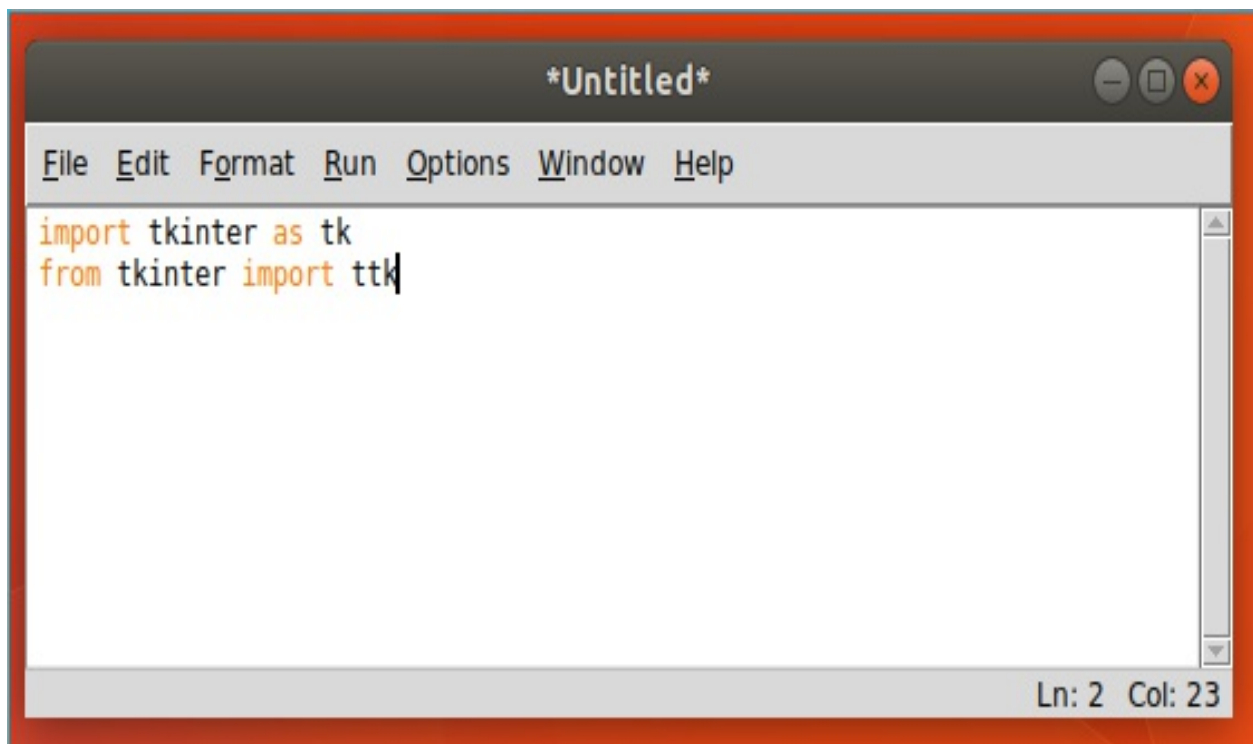 *Untitled*
File Edit Format Run Options Window Help
import tkinter as tk
from tkinter import ttk
Ln: 2 Col: 23